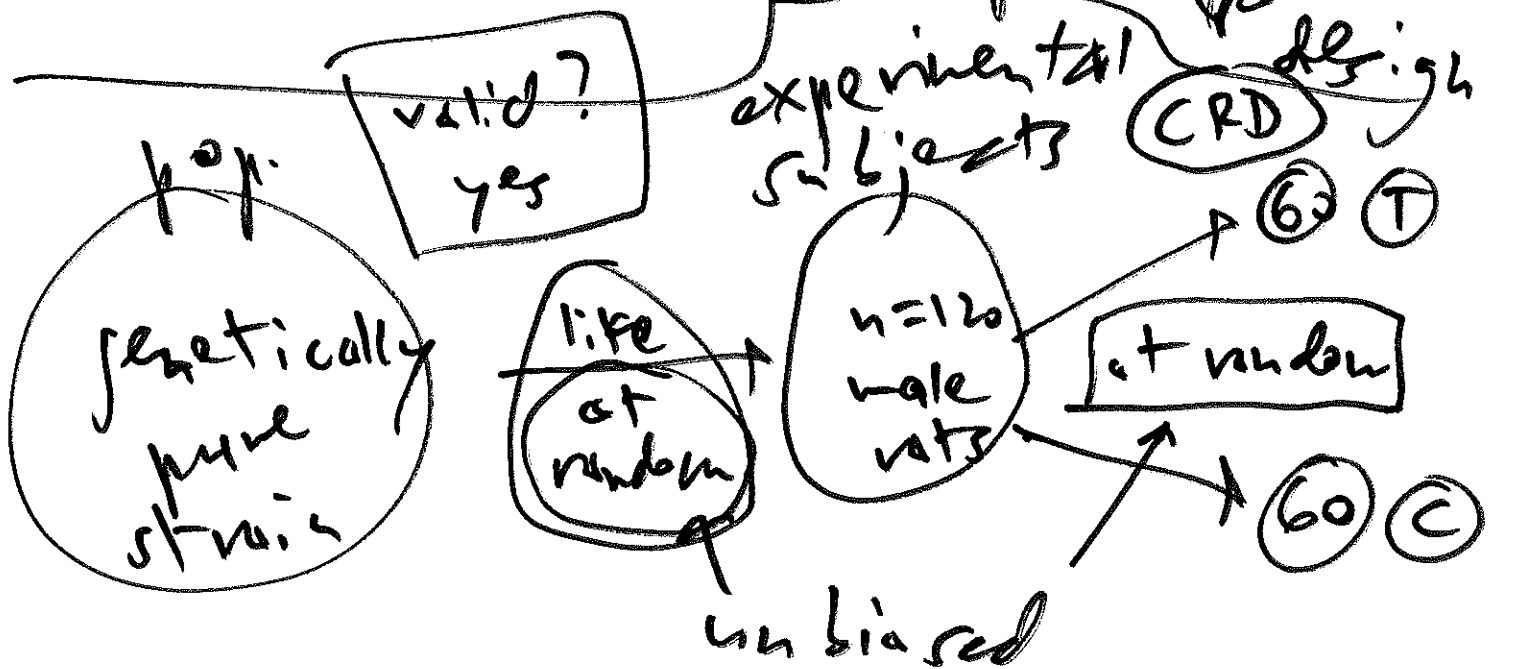 valid?
yes
experimental
subjects
design
CRD
pop.
60 T
genetically
pure
strain
like
at
random
n=120
male
rats
at random
60 C
unbiased